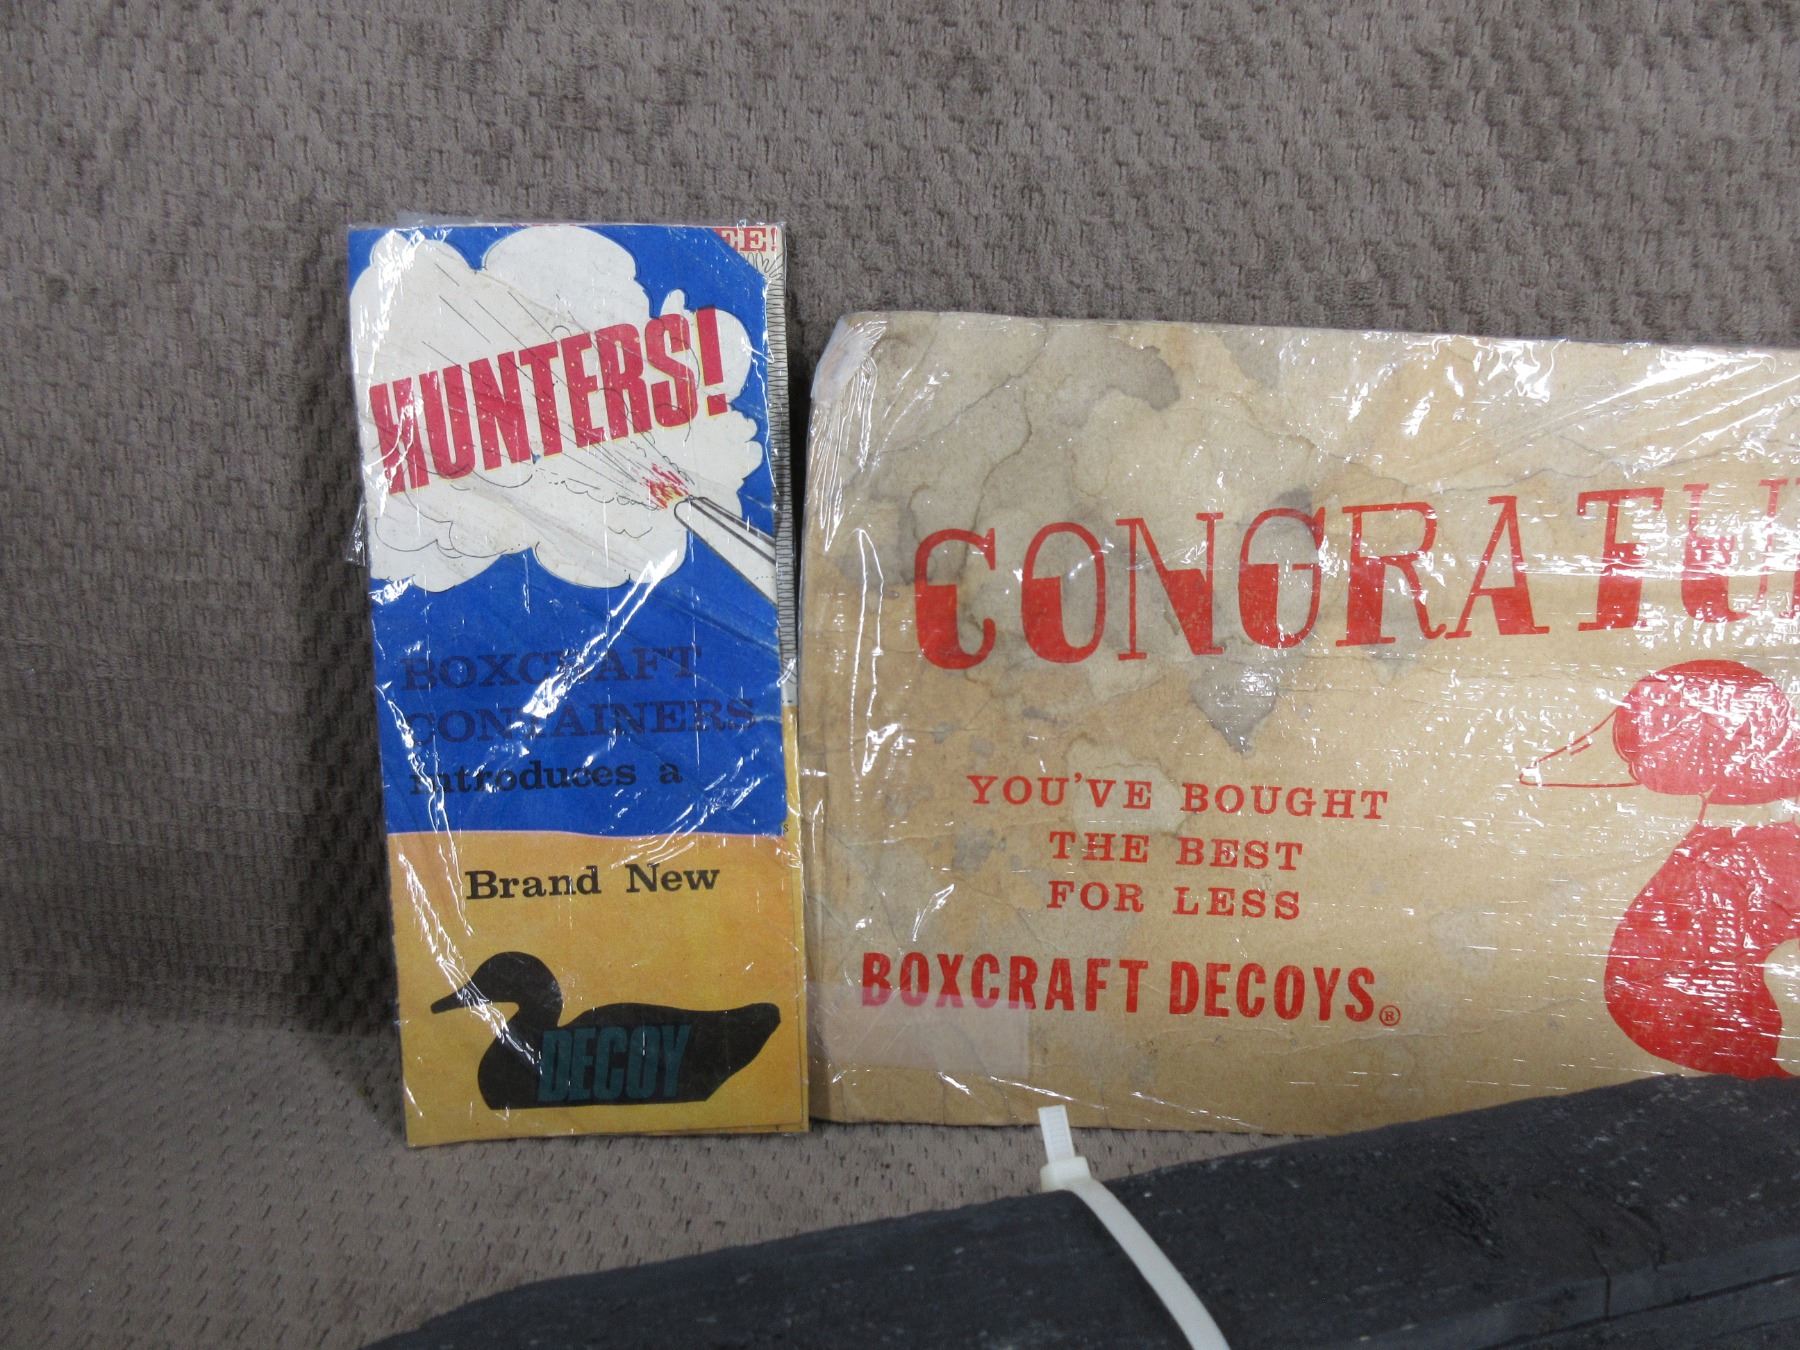 HUNTERS!
BOXCRAFT
CONTAINERS
introduces a
Brand New
DECOY
CONGRATU
YOU'VE BOUGHT
THE BEST
FOR LESS
BOXCRAFT DECOYS®